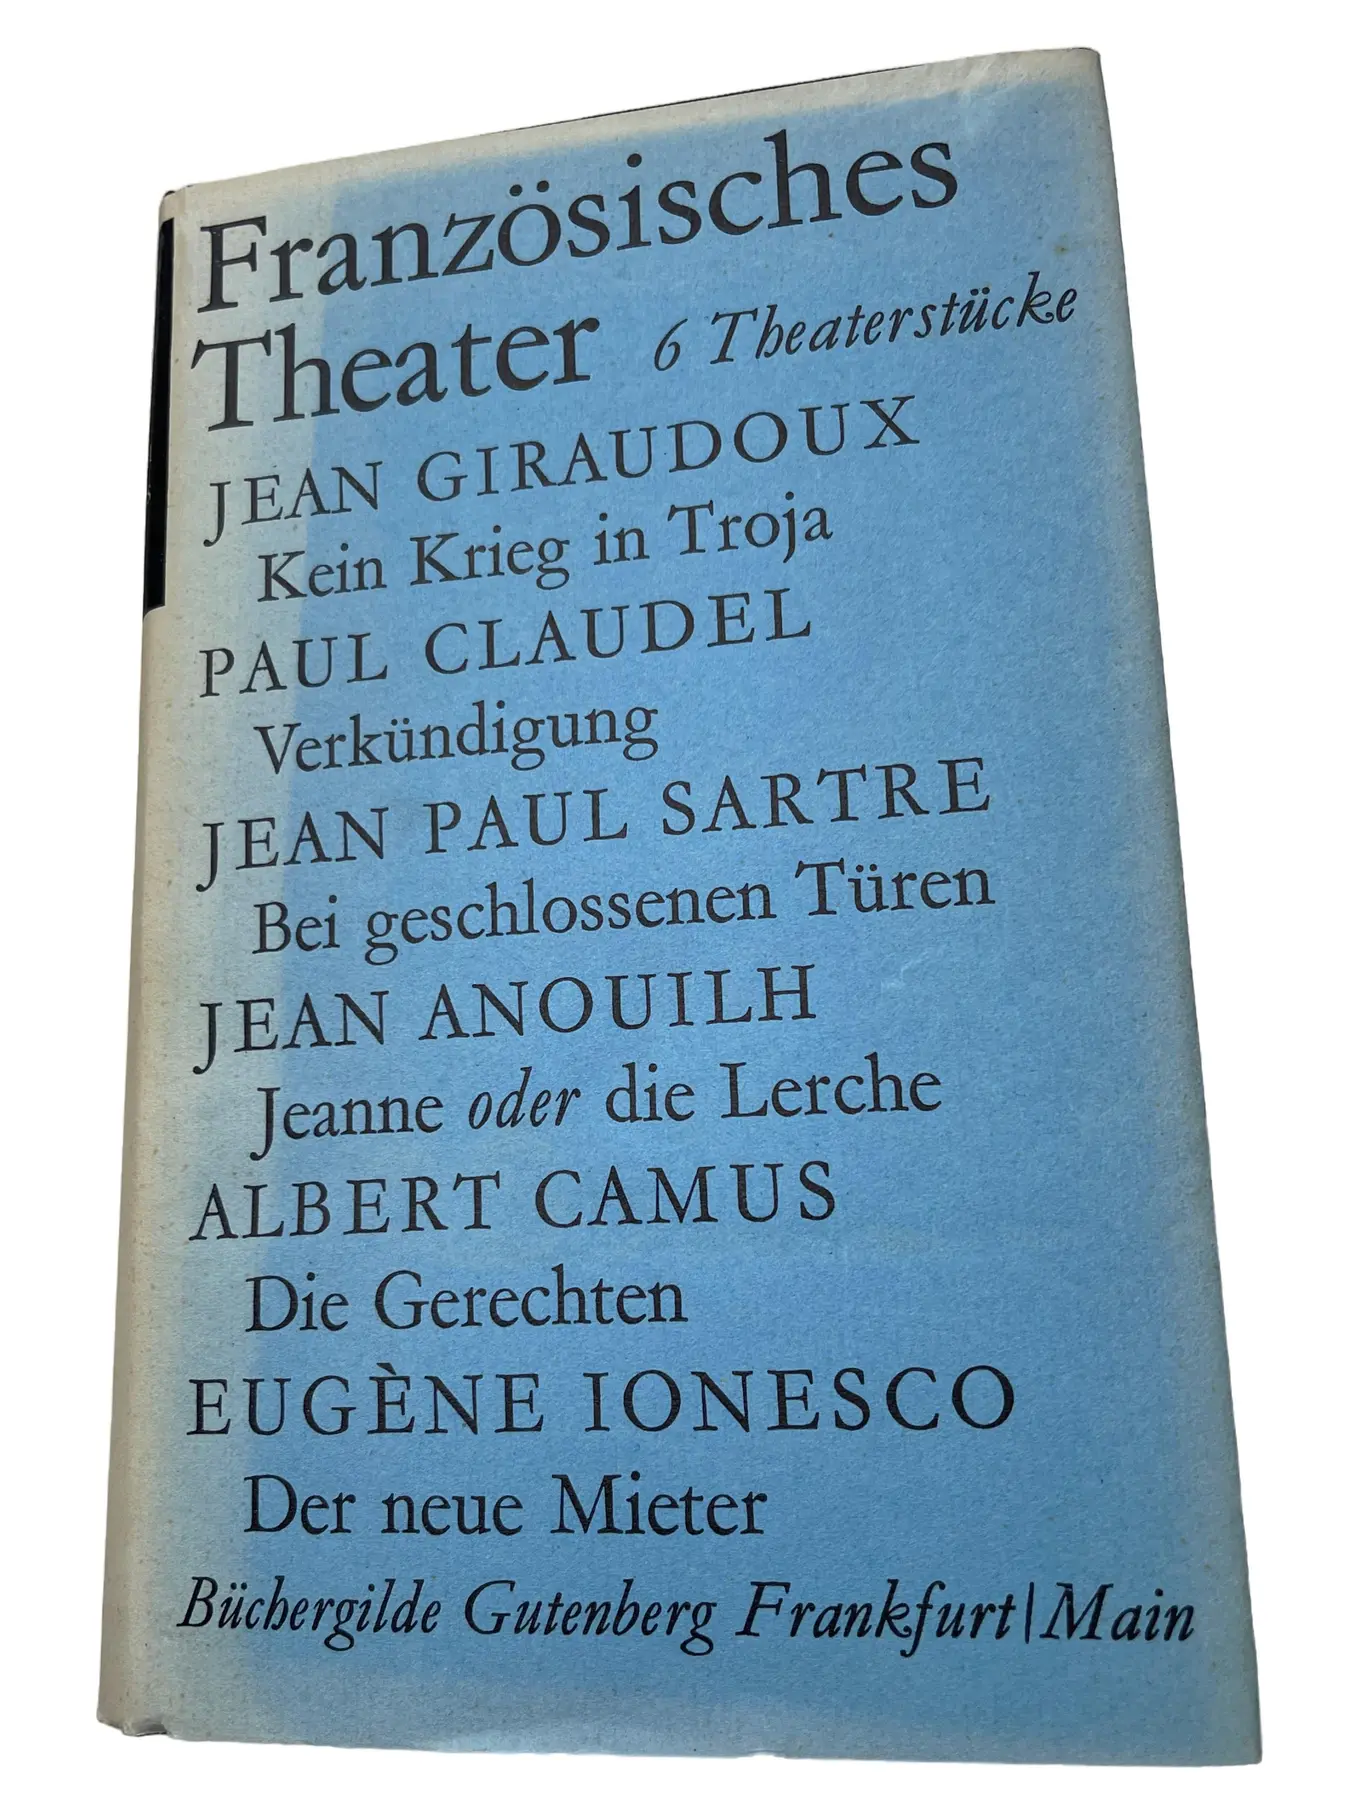 Französisches
Theater 6 Theaterstücke
JEAN GIRAUDOUX
Kein Krieg in Troja
PAUL CLAUDEL
Verkündigung
JEAN PAUL SARTRE
Bei geschlossenen Türen
JEAN ANOUILH
Jeanne oder die Lerche
ALBERT CAMUS
Die Gerechten
EUGÈNE IONESCO
Der neue Mieter
Büchergilde Gutenberg Frankfurt|Main